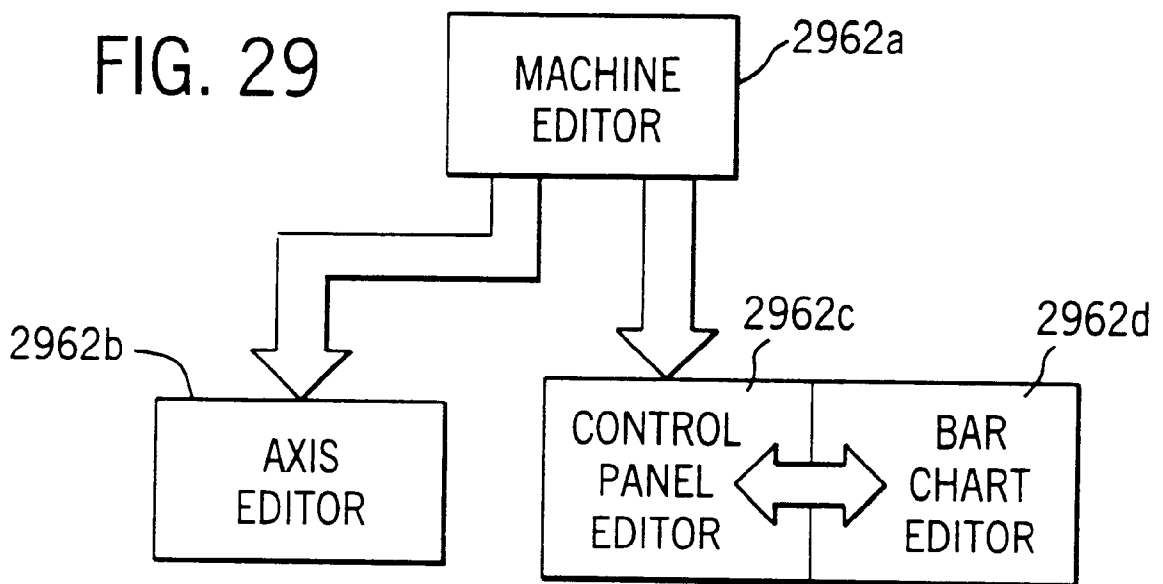 FIG. 29
2962a
MACHINE
EDITOR
2962b
2962c
2962d
AXIS
EDITOR
CONTROL
PANEL
EDITOR
BAR
CHART
EDITOR